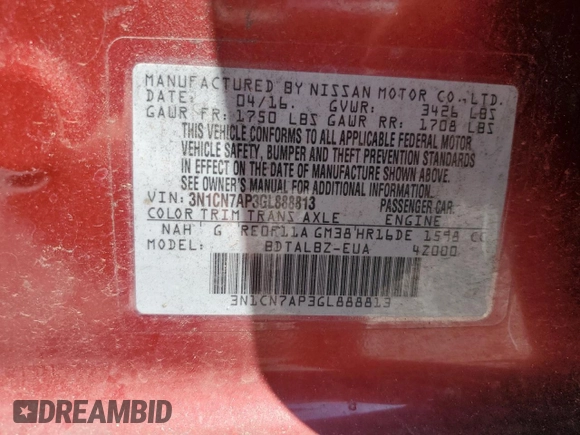 MANUFACTURED BY NISSAN MOTOR CO., LTD.
DATE: 04/16. GVWR: 3426 LBS
GAWR FR: 1750 LBS GAWR RR: 1708 LBS
THIS VEHICLE CONFORMS TO ALL APPLICABLE FEDERAL MOTOR
VEHICLE SAFETY, BUMPER AND THEFT PREVENTION STANDARDS
IN EFFECT ON THE DATE OF MANUFACTURE SHOWN ABOVE.
SEE OWNER'S MANUAL FOR ADDITIONAL INFORMATION
VIN: 3N1CN7AP3GL888813 PASSENGER CAR.
COLOR TRIM TRANS AXLE ENGINE
NAH G RE0F11A GM38 HR16DE 1598 CC
MODEL: BDTALBZ-EUA 4Z000
3N1CN7AP3GL888813
DREAMBID